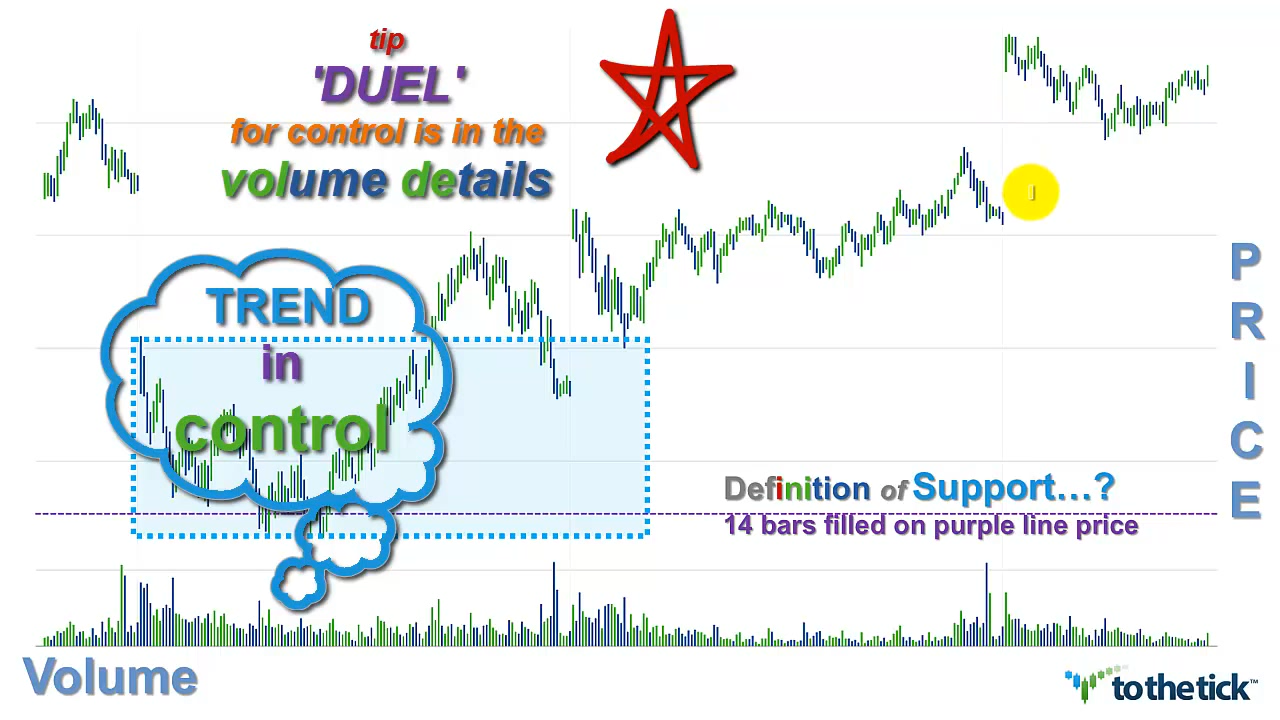 tip
'DUEL'
for control is in the
volume details
TREND
in
control
PRICE
Definition of Support...?
14 bars filled on purple line price
Volume
tothetick™